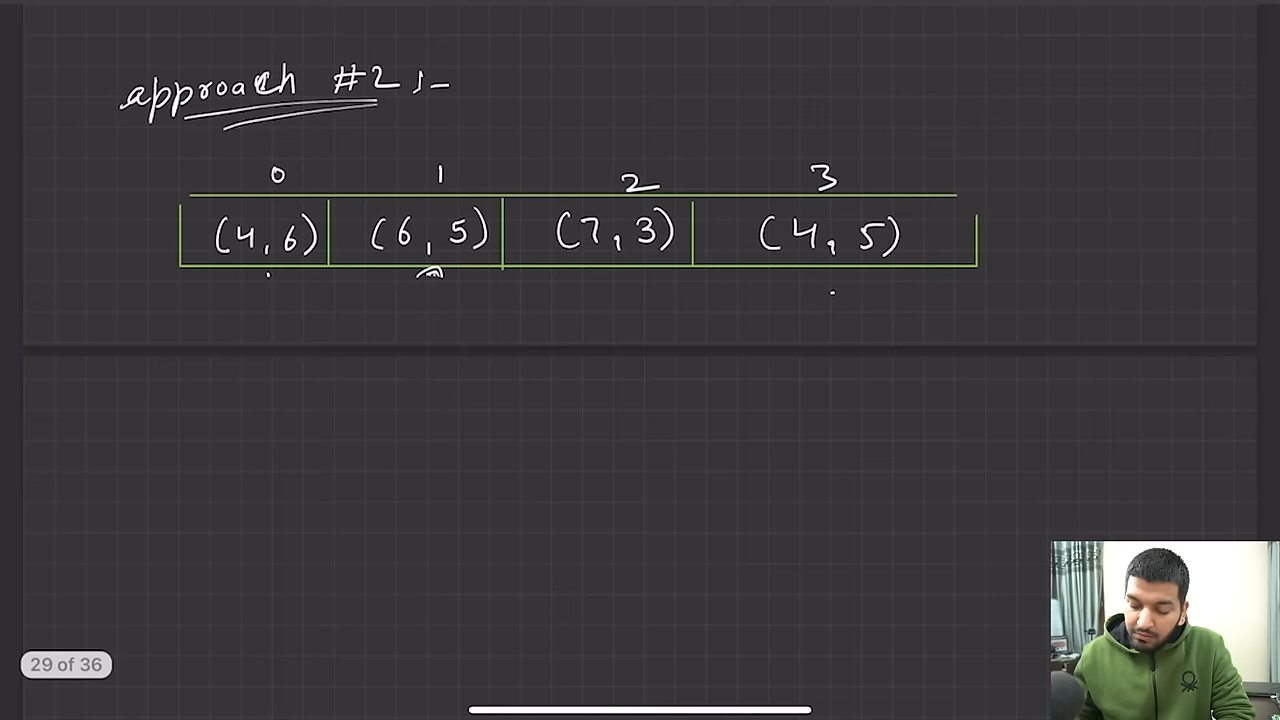 approach #2 :-
0 1 2 3
(4,6) (6,5) (7,3) (4,5)
29 of 36